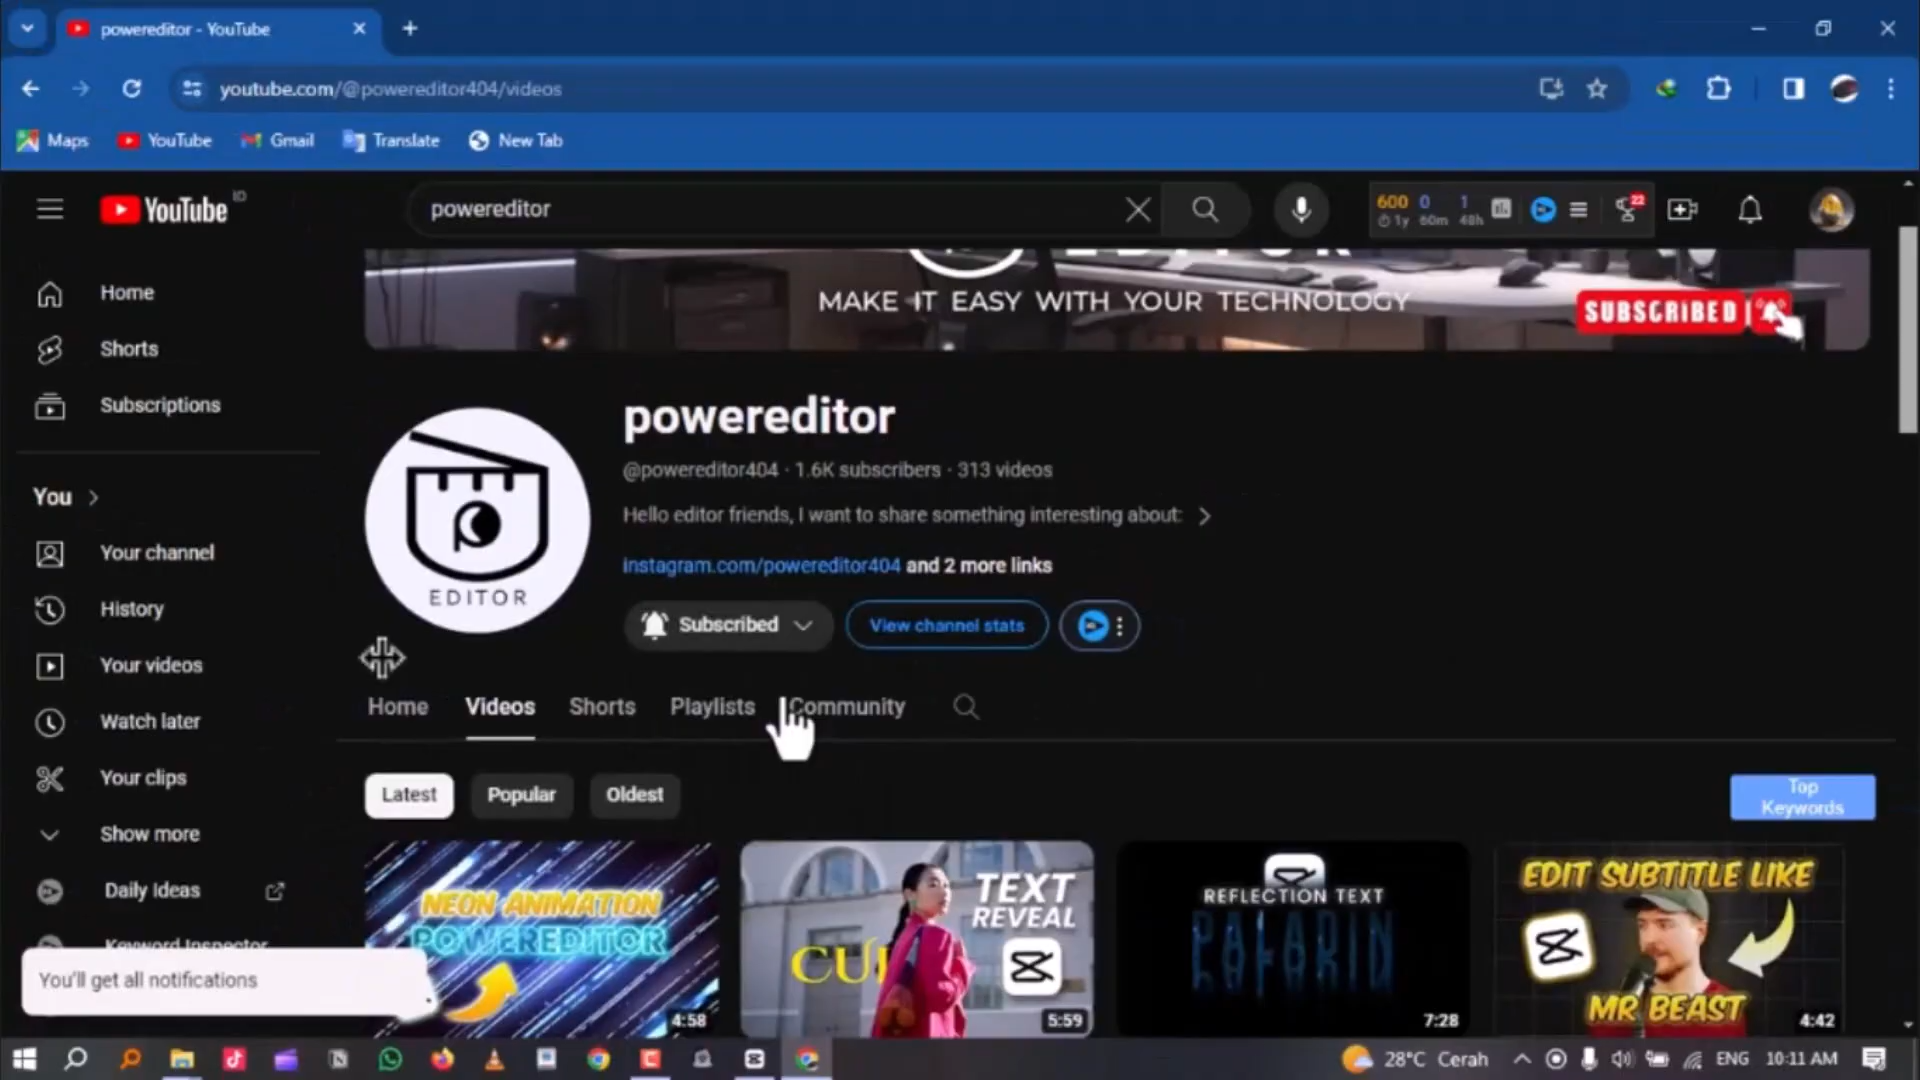 powereditor - YouTube
youtube.com/@powereditor404/videos
Maps
YouTube
Gmail
Translate
New Tab
YouTube ID
powereditor
600 0 1
1y 60m 48h
22
MAKE IT EASY WITH YOUR TECHNOLOGY
SUBSCRIBED
Home
Shorts
Subscriptions
You
Your channel
History
Your videos
Watch later
Your clips
Show more
Daily Ideas
Keyword Inspector
You'll get all notifications
EDITOR
powereditor
@powereditor404 · 1.6K subscribers · 313 videos
Hello editor friends, I want to share something interesting about:
instagram.com/powereditor404 and 2 more links
Subscribed
View channel stats
Home
Videos
Shorts
Playlists
Community
Latest
Popular
Oldest
Top
Keywords
NEON ANIMATION
POWEREDITOR
4:58
TEXT
REVEAL
5:59
REFLECTION TEXT
PALADIN
7:28
EDIT SUBTITLE LIKE
MR BEAST
4:42
28°C Cerah
ENG
10:11 AM